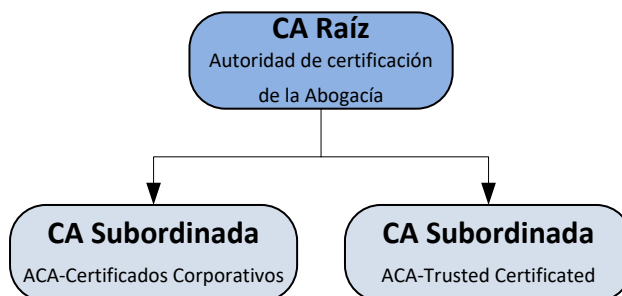 CA Raíz
Autoridad de certificación
de la Abogacía
CA Subordinada
ACA-Certificados Corporativos
CA Subordinada
ACA-Trusted Certificated